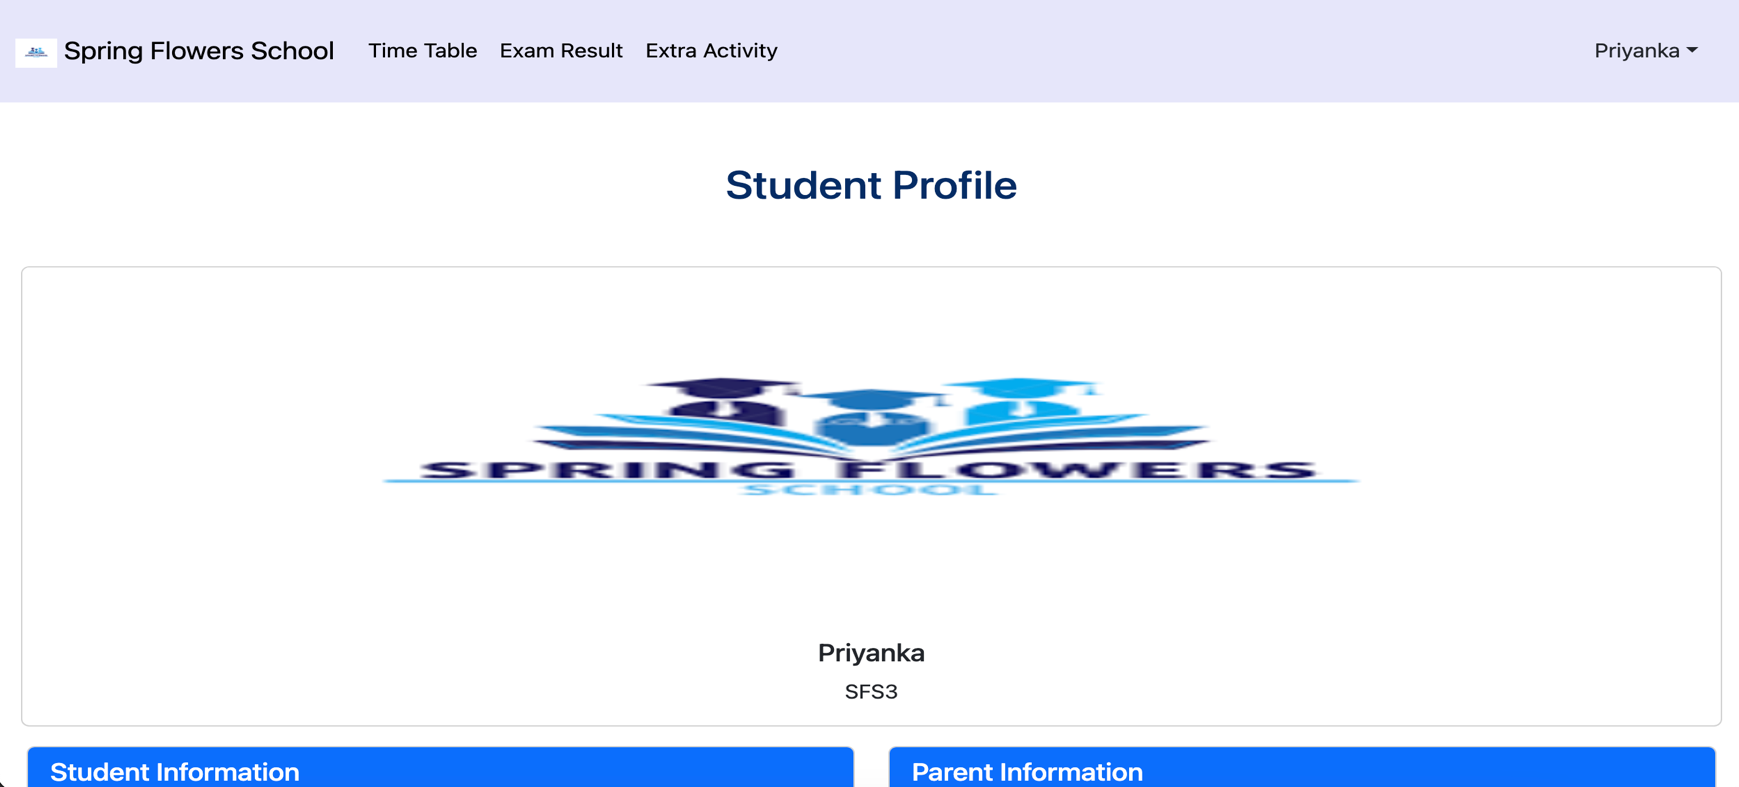 Spring Flowers School Time Table Exam Result Extra Activity Priyanka
Student Profile
SPRING FLOWERS
SCHOOL
Priyanka
SFS3
Student Information Parent Information